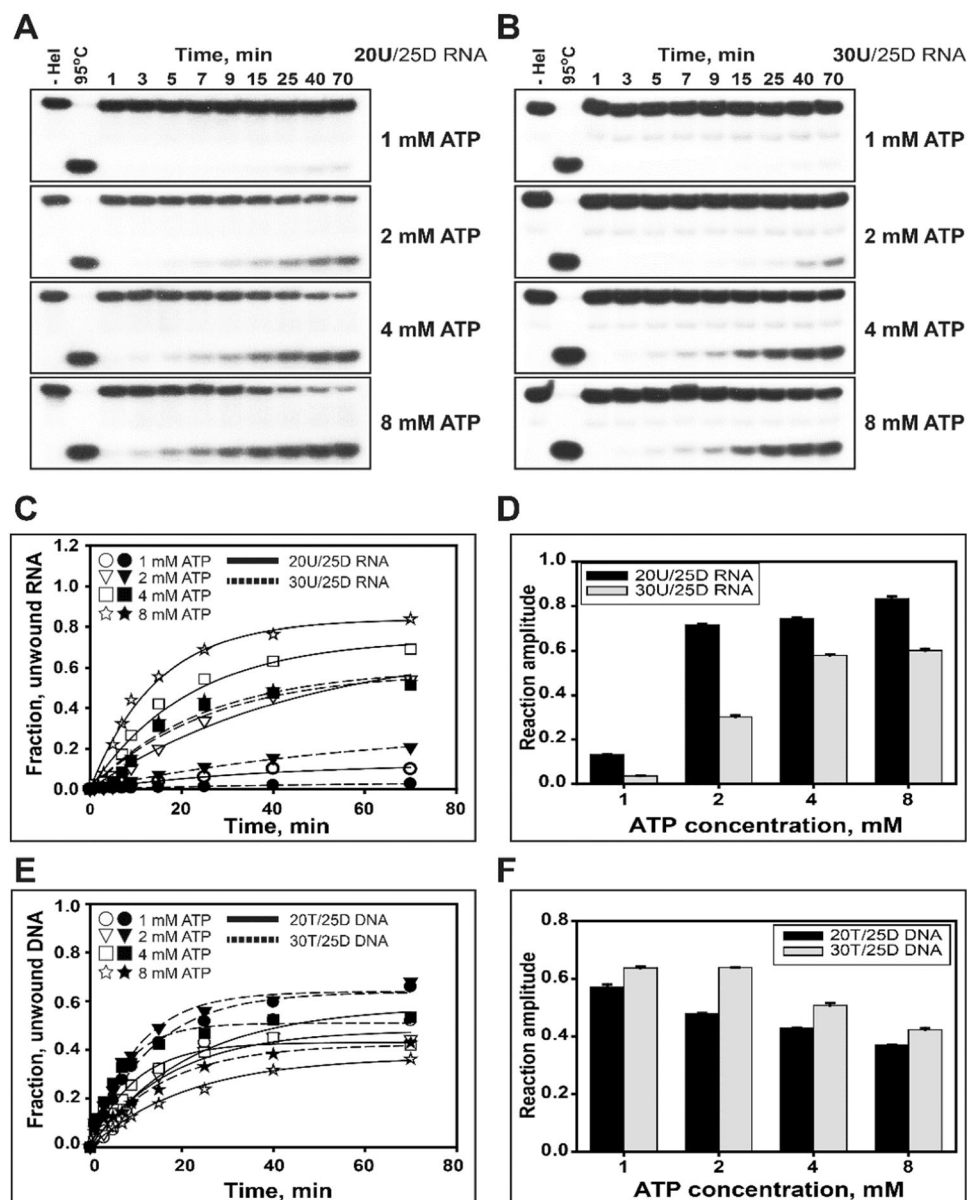 A
B
Time, min 20U/25D RNA
Time, min 30U/25D RNA
- Hel 95°C 1 3 5 7 9 15 25 40 70
- Hel 95°C 1 3 5 7 9 15 25 40 70
1 mM ATP
1 mM ATP
2 mM ATP
2 mM ATP
4 mM ATP
4 mM ATP
8 mM ATP
8 mM ATP
C
Fraction, unwound RNA
1.2
1.0
0.8
0.6
0.4
0.2
0.0
1 mM ATP
2 mM ATP
4 mM ATP
8 mM ATP
20U/25D RNA
30U/25D RNA
0 20 40 60 80
Time, min
D
Reaction amplitude
1.0
0.8
0.6
0.4
0.2
0.0
20U/25D RNA
30U/25D RNA
1 2 4 8
ATP concentration, mM
E
Fraction, unwound DNA
1.0
0.8
0.6
0.4
0.2
0.0
1 mM ATP
2 mM ATP
4 mM ATP
8 mM ATP
20T/25D DNA
30T/25D DNA
0 20 40 60 80
Time, min
F
Reaction amplitude
0.8
0.6
0.4
0.2
0.0
20T/25D DNA
30T/25D DNA
1 2 4 8
ATP concentration, mM